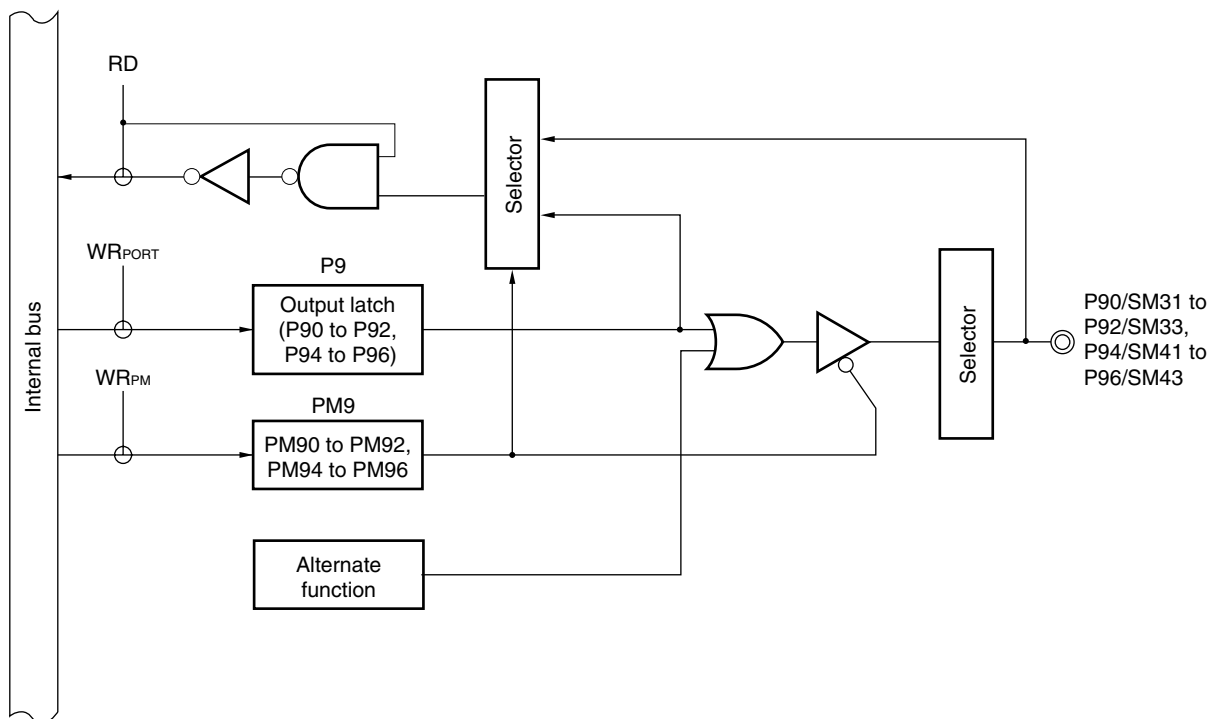 RD
Selector
WRPORT
P9
Output latch
(P90 to P92,
P94 to P96)
Internal bus
WRPM
PM9
PM90 to PM92,
PM94 to PM96
Alternate
function
Selector
P90/SM31 to
P92/SM33,
P94/SM41 to
P96/SM43